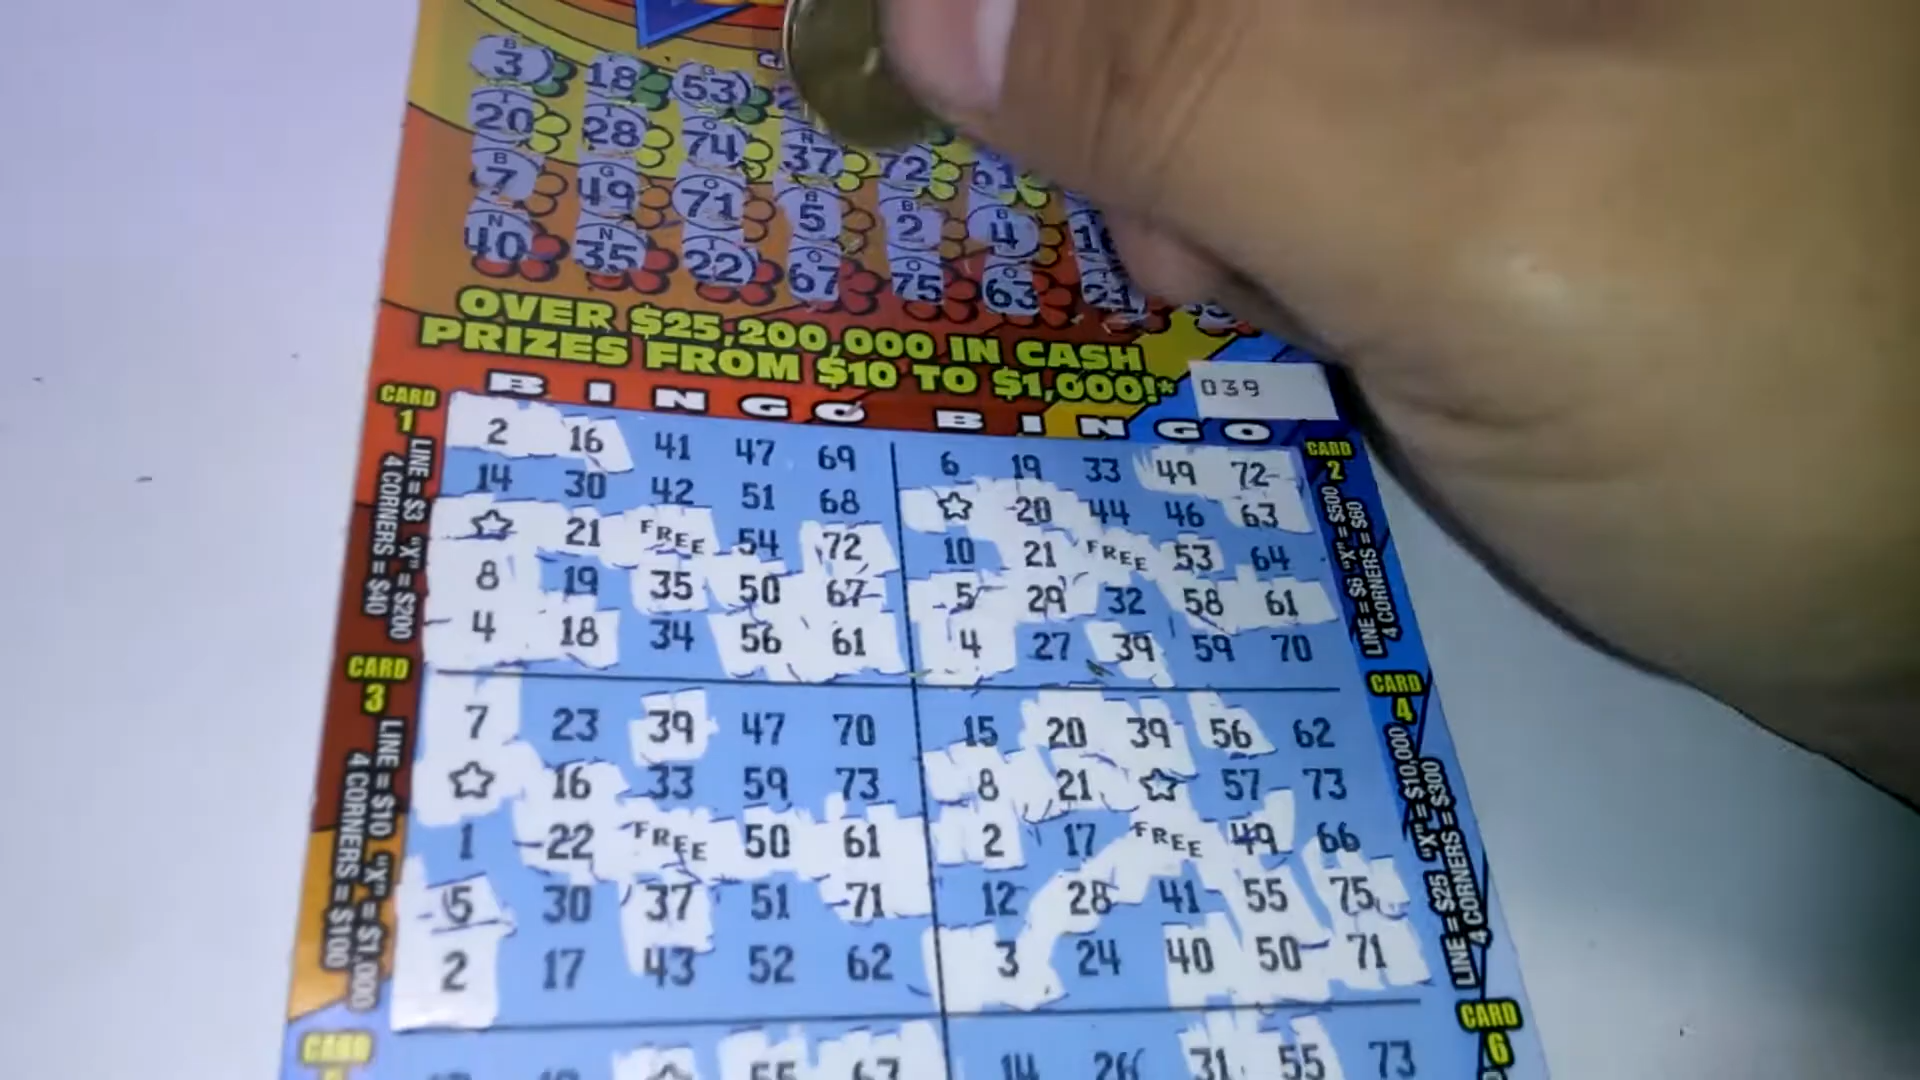 B
3 18 53
20 28 74 37 72 61
7 49 71 5 2 4
40 35 22 67 75 63 21
OVER $25,200,000 IN CASH
PRIZES FROM $10 TO $1,000!*
039
B I N G O B I N G O
CARD 1
LINE = $3 "X" = $200
4 CORNERS = $40
2 16 41 47 69
14 30 42 51 68
21 FREE 54 72
8 19 35 50 67
4 18 34 56 61
CARD 2
LINE = $6 "X" = $500
4 CORNERS = $60
6 19 33 49 72
20 44 46 63
10 21 FREE 53 64
5 29 32 58 61
4 27 39 59 70
CARD 3
LINE = $10 "X" = $1,000
4 CORNERS = $100
7 23 39 47 70
16 33 59 73
1 22 FREE 50 61
5 30 37 51 71
2 17 43 52 62
CARD 4
LINE = $25 "X" = $10,000
4 CORNERS = $300
15 20 39 56 62
8 21 57 73
2 17 FREE 49 66
12 28 41 55 75
3 24 40 50 71
CARD
55 67
CARD 6
14 26 31 55 73